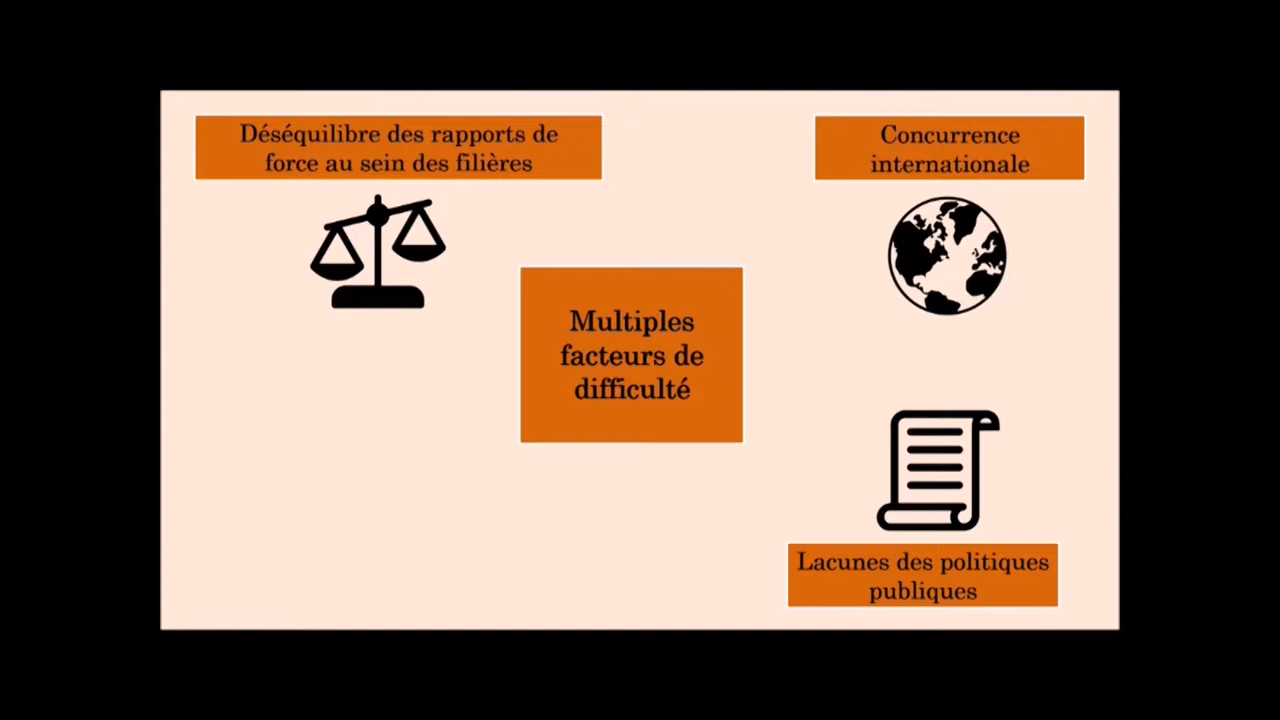 Déséquilibre des rapports de
force au sein des filières
Concurrence
internationale
Multiples
facteurs de
difficulté
Lacunes des politiques
publiques